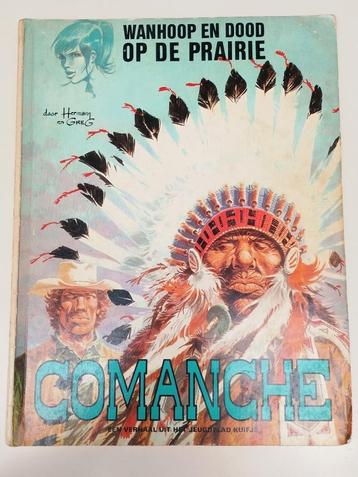 WANHOOP EN DOOD
OP DE PRAIRIE
door Hermann
en GREG
COMANCHE
EEN VERHAAL UIT HET JEUGDBLAD KUIFJE